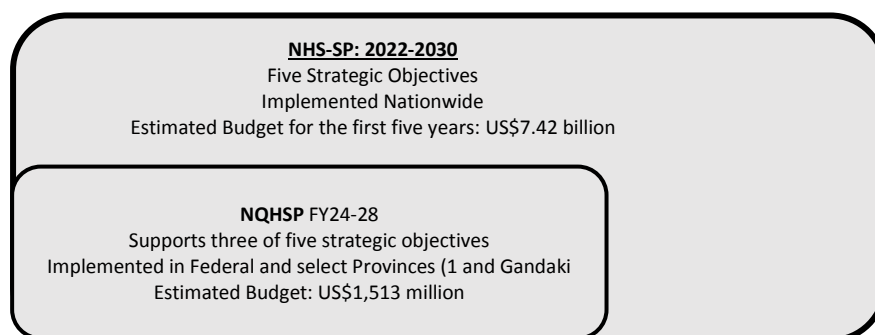 NHS-SP: 2022-2030
Five Strategic Objectives
Implemented Nationwide
Estimated Budget for the first five years: US$7.42 billion
NQHSP FY24-28
Supports three of five strategic objectives
Implemented in Federal and select Provinces (1 and Gandaki
Estimated Budget: US$1,513 million